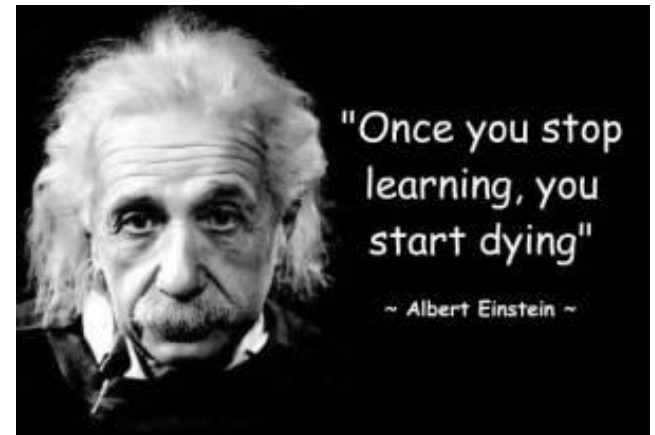 "Once you stop
learning, you
start dying"
~ Albert Einstein ~